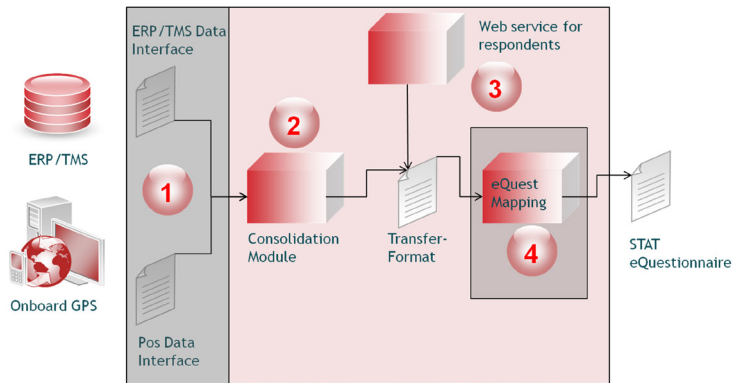 ERP/TMS Data
Interface
Web service for
respondents
3
2
ERP/TMS
1
eQuest
Mapping
Consolidation
Module
Transfer-
Format
4
STAT
eQuestionnaire
Onboard GPS
Pos Data
Interface